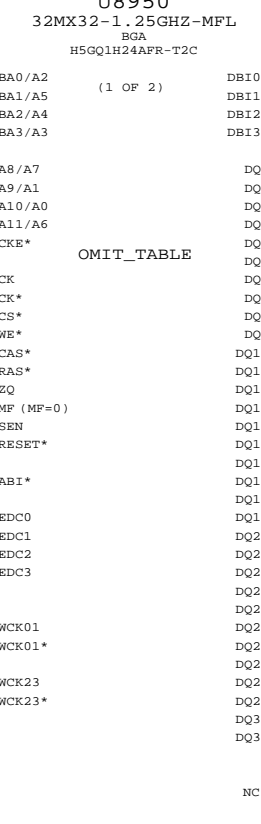 U8950
32MX32-1.25GHZ-MFL
BGA
H5GQ1H24AFR-T2C
BA0/A2 DBI0
BA1/A5 (1 OF 2) DBI1
BA2/A4 DBI2
BA3/A3 DBI3
A8/A7 DQ
A9/A1 DQ
A10/A0 DQ
A11/A6 DQ
CKE* DQ
OMIT_TABLE DQ
CK DQ
CK* DQ
CS* DQ
WE* DQ
CAS* DQ1
RAS* DQ1
ZQ DQ1
MF (MF=0) DQ1
SEN DQ1
RESET* DQ1
DQ1
ABI* DQ1
DQ1
EDC0 DQ1
EDC1 DQ2
EDC2 DQ2
EDC3 DQ2
DQ2
DQ2
WCK01 DQ2
WCK01* DQ2
DQ2
WCK23 DQ2
WCK23* DQ2
DQ3
DQ3
NC